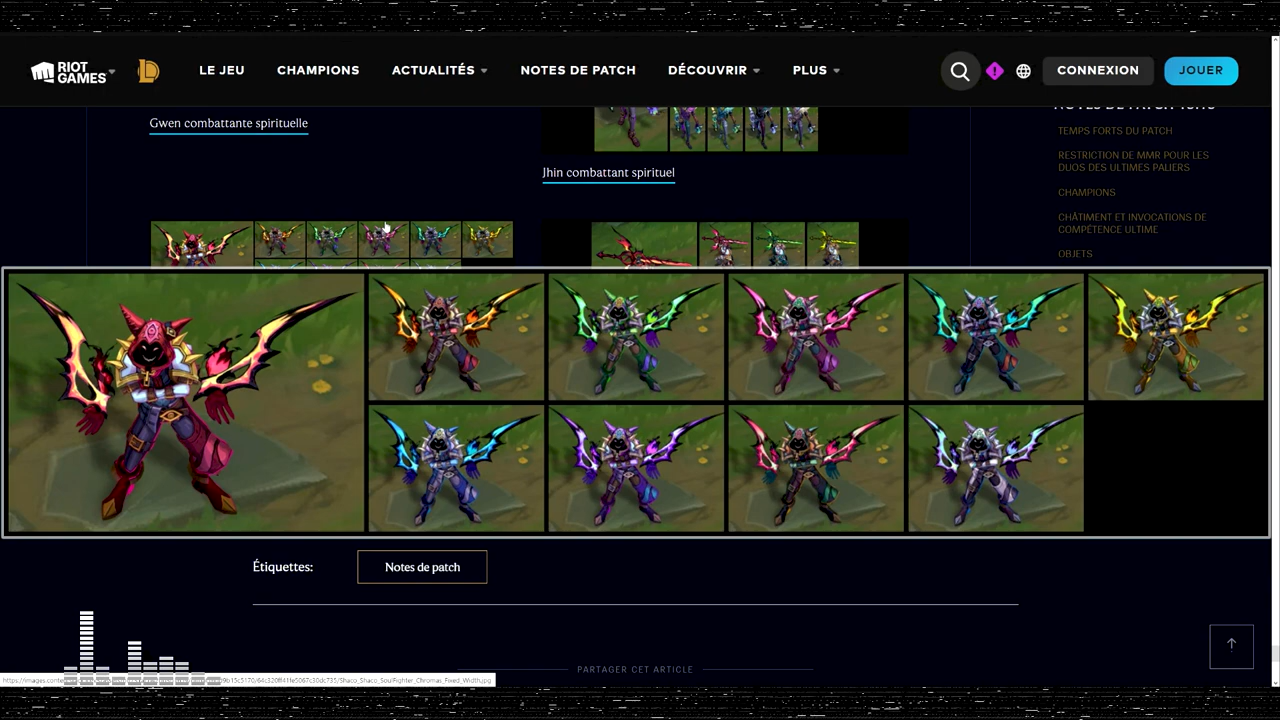 RIOT
GAMES
LE JEU
CHAMPIONS
ACTUALITÉS
NOTES DE PATCH
DÉCOUVRIR
PLUS
CONNEXION
JOUER
Gwen combattante spirituelle
Jhin combattant spirituel
TEMPS FORTS DU PATCH
RESTRICTION DE MMR POUR LES
DUOS DES ULTIMES PALIERS
CHAMPIONS
CHÂTIMENT ET INVOCATIONS DE
COMPÉTENCE ULTIME
OBJETS
Étiquettes:
Notes de patch
PARTAGER CET ARTICLE